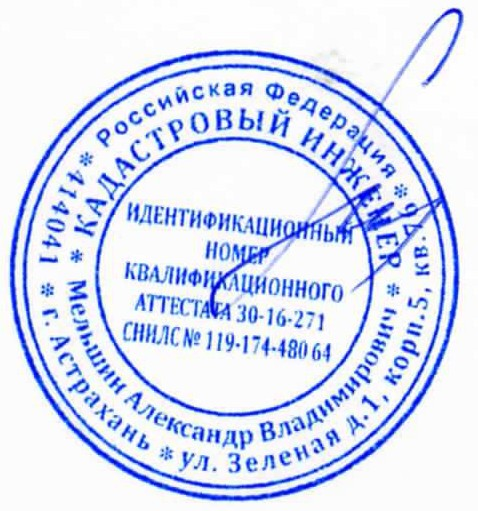 * 414041 * Российская Федерация *
г. Астрахань * ул. Зеленая д.1, корп.5, кв. 76
* КАДАСТРОВЫЙ ИНЖЕНЕР *
Мельшин Александр Владимирович
ИДЕНТИФИКАЦИОННЫЙ
НОМЕР
КВАЛИФИКАЦИОННОГО
АТТЕСТАТА 30-16-271
СНИЛС № 119-174-480 64